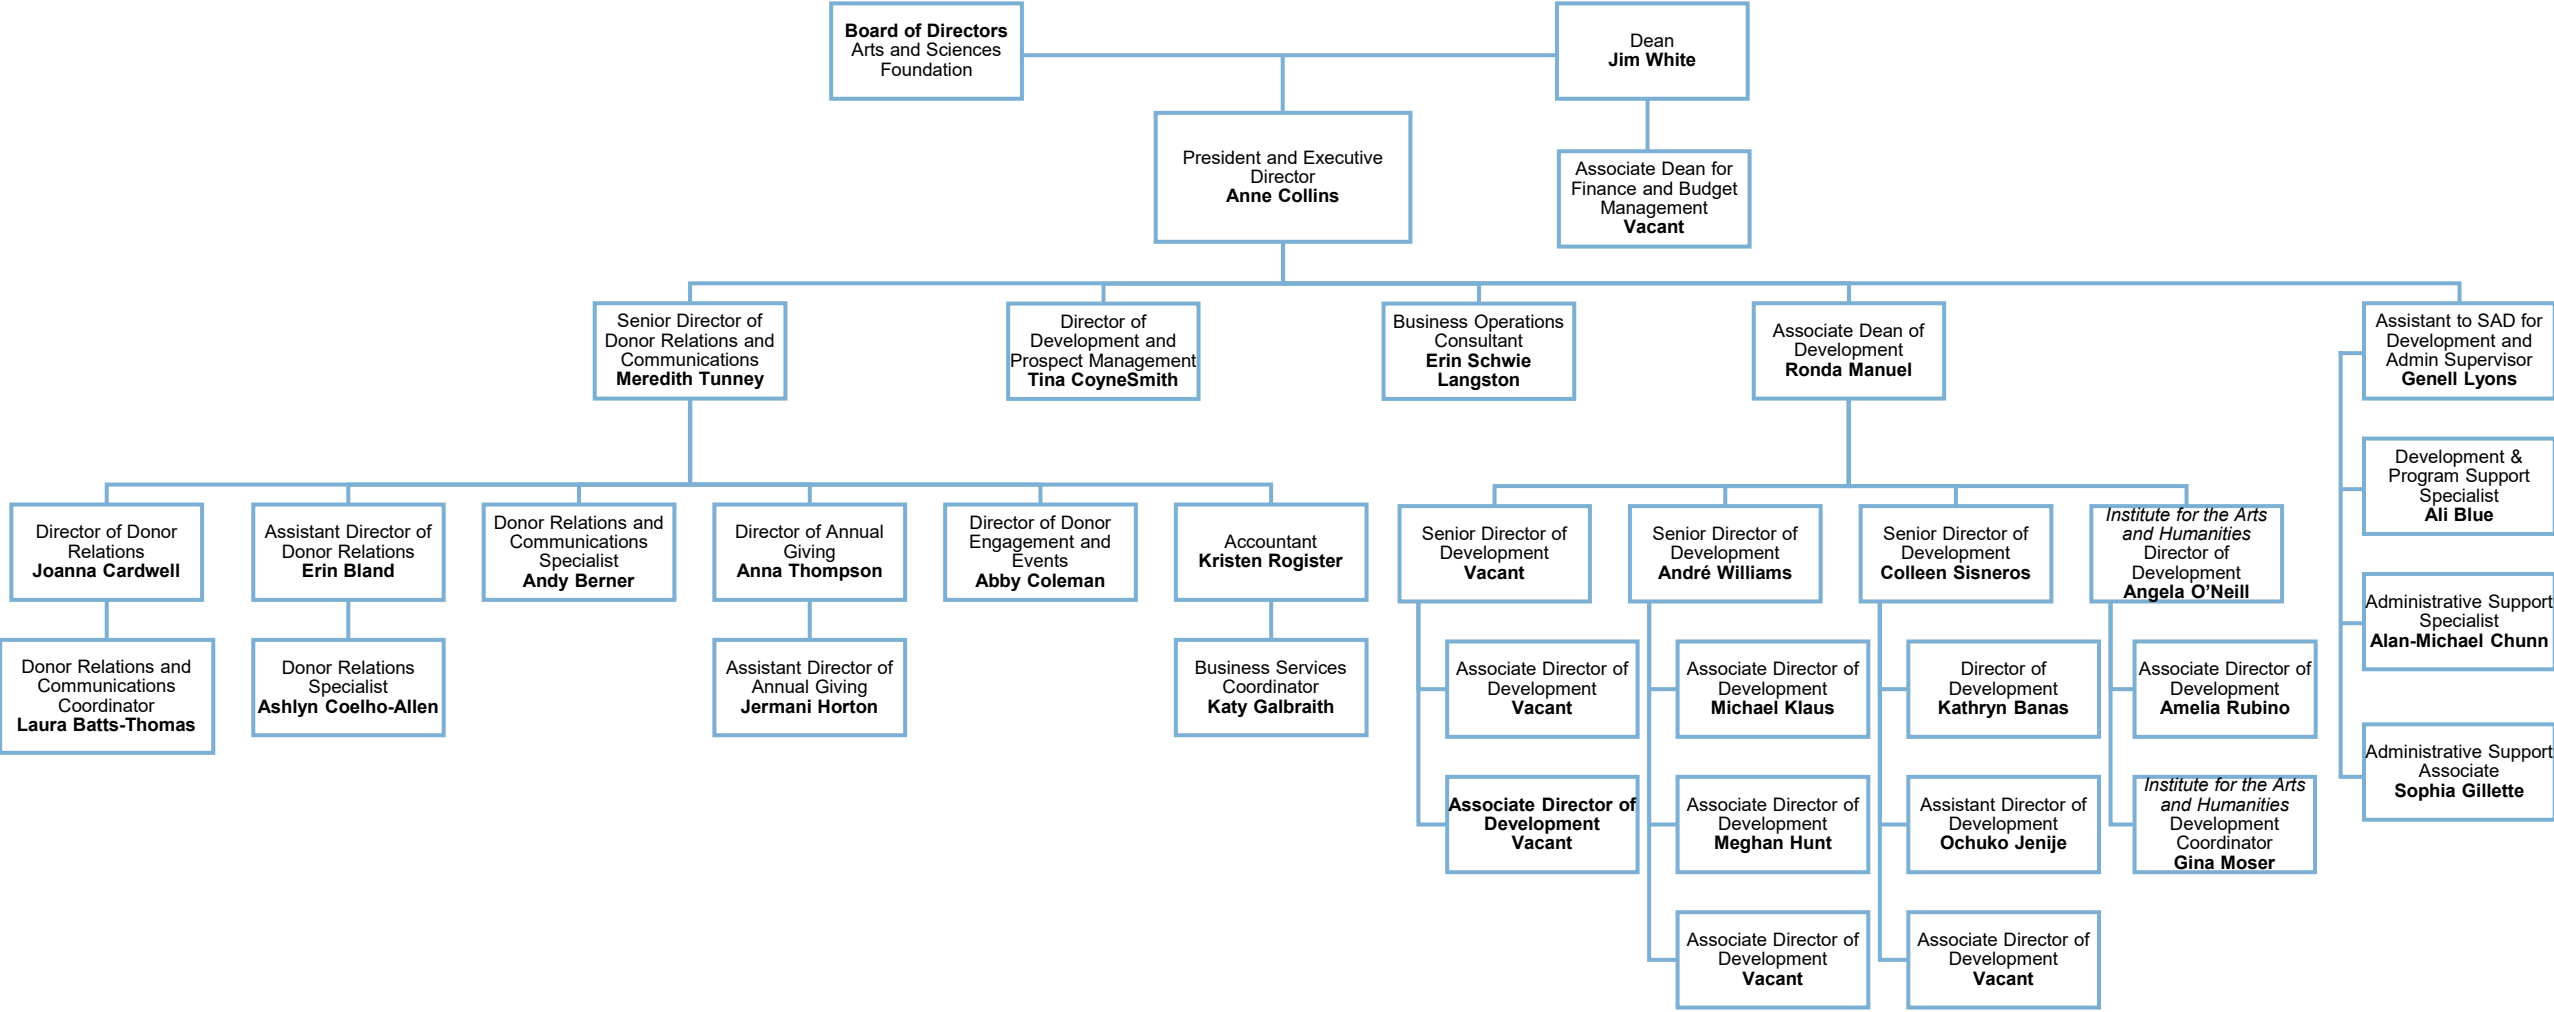 Board of Directors
Arts and Sciences
Foundation
Dean
Jim White
President and Executive
Director
Anne Collins
Associate Dean for
Finance and Budget
Management
Vacant
Senior Director of
Donor Relations and
Communications
Meredith Tunney
Director of
Development and
Prospect Management
Tina CoyneSmith
Business Operations
Consultant
Erin Schwie
Langston
Associate Dean of
Development
Ronda Manuel
Assistant to SAD for
Development and
Admin Supervisor
Genell Lyons
Development &
Program Support
Specialist
Ali Blue
Administrative Support
Specialist
Alan-Michael Chunn
Administrative Support
Associate
Sophia Gillette
Director of Donor
Relations
Joanna Cardwell
Assistant Director of
Donor Relations
Erin Bland
Donor Relations and
Communications
Specialist
Andy Berner
Director of Annual
Giving
Anna Thompson
Director of Donor
Engagement and
Events
Abby Coleman
Accountant
Kristen Rogister
Donor Relations and
Communications
Coordinator
Laura Batts-Thomas
Donor Relations
Specialist
Ashlyn Coelho-Allen
Assistant Director of
Annual Giving
Jermani Horton
Business Services
Coordinator
Katy Galbraith
Senior Director of
Development
Vacant
Senior Director of
Development
André Williams
Senior Director of
Development
Colleen Sisneros
Institute for the Arts
and Humanities
Director of
Development
Angela O’Neill
Associate Director of
Development
Vacant
Associate Director of
Development
Michael Klaus
Director of
Development
Kathryn Banas
Associate Director of
Development
Amelia Rubino
Associate Director of
Development
Vacant
Associate Director of
Development
Meghan Hunt
Assistant Director of
Development
Ochuko Jenije
Institute for the Arts
and Humanities
Development
Coordinator
Gina Moser
Associate Director of
Development
Vacant
Associate Director of
Development
Vacant